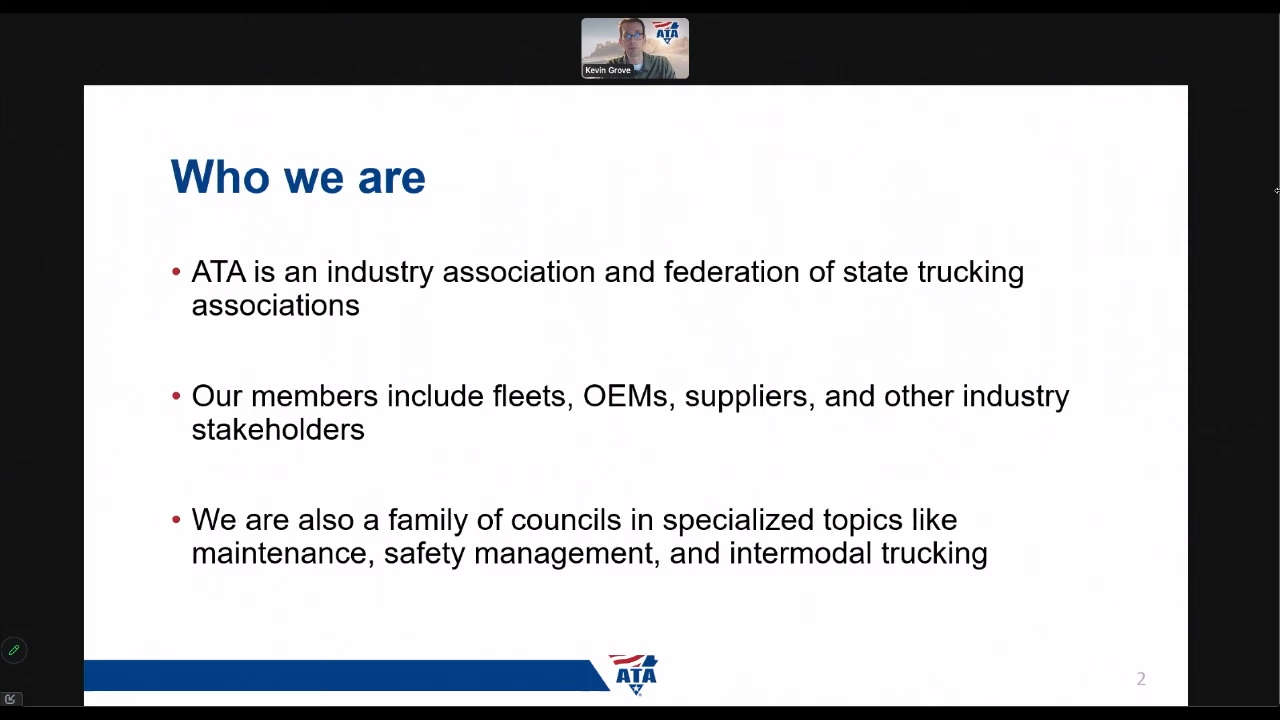 ATA
Kevin Grove
Who we are
• ATA is an industry association and federation of state trucking
associations
• Our members include fleets, OEMs, suppliers, and other industry
stakeholders
• We are also a family of councils in specialized topics like
maintenance, safety management, and intermodal trucking
ATA
2